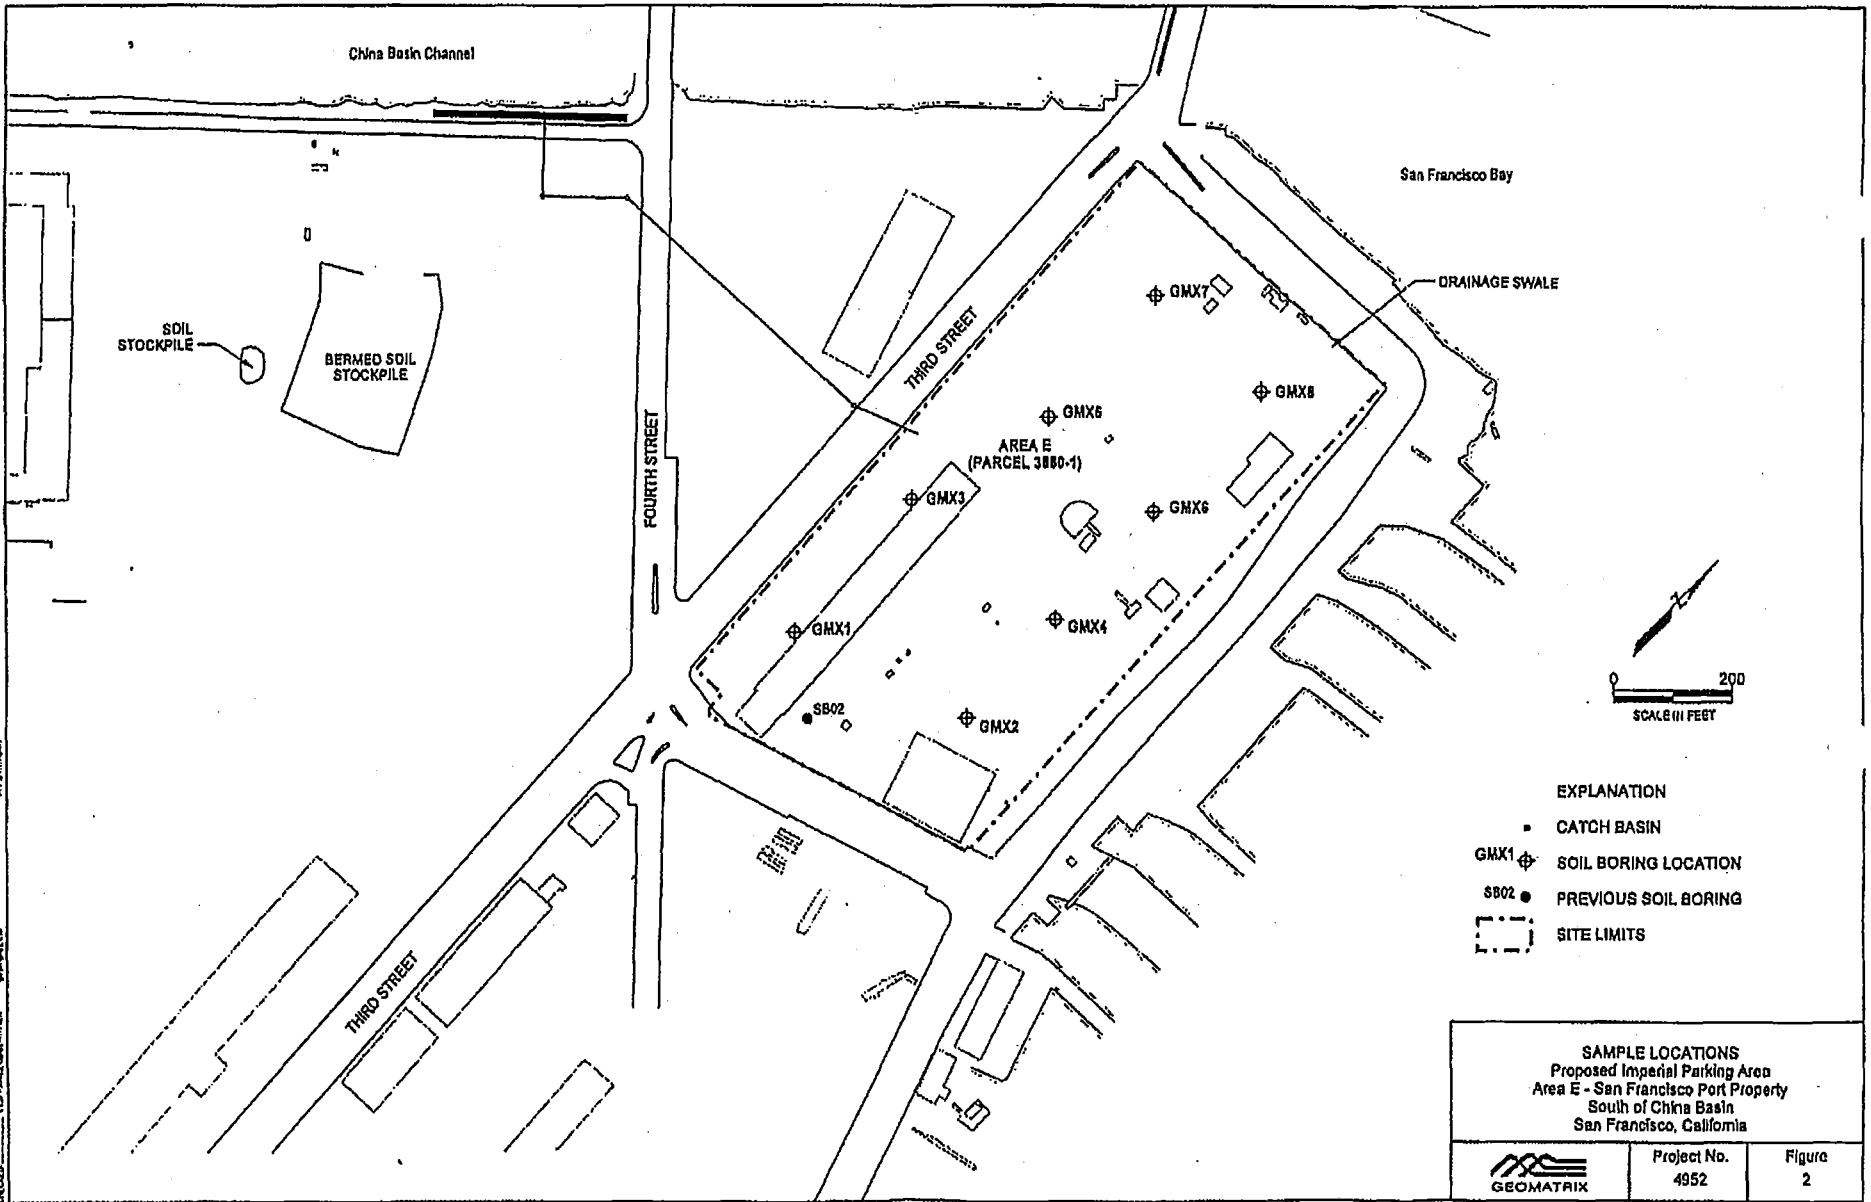 China Basin Channel
San Francisco Bay
DRAINAGE SWALE
GMX7
THIRD STREET
SOIL
STOCKPILE
BERMED SOIL
STOCKPILE
GMX8
GMX5
FOURTH STREET
AREA E
(PARCEL 3880-1)
GMX3
GMX6
N
GMX1
GMX4
0 200
SCALE IN FEET
SB02
GMX2
EXPLANATION
CATCH BASIN
GMX1 SOIL BORING LOCATION
SB02 PREVIOUS SOIL BORING
SITE LIMITS
THIRD STREET
SAMPLE LOCATIONS
Proposed Imperial Parking Area
Area E - San Francisco Port Property
South of China Basin
San Francisco, California
GEOMATRIX
Project No.
4952
Figure
2